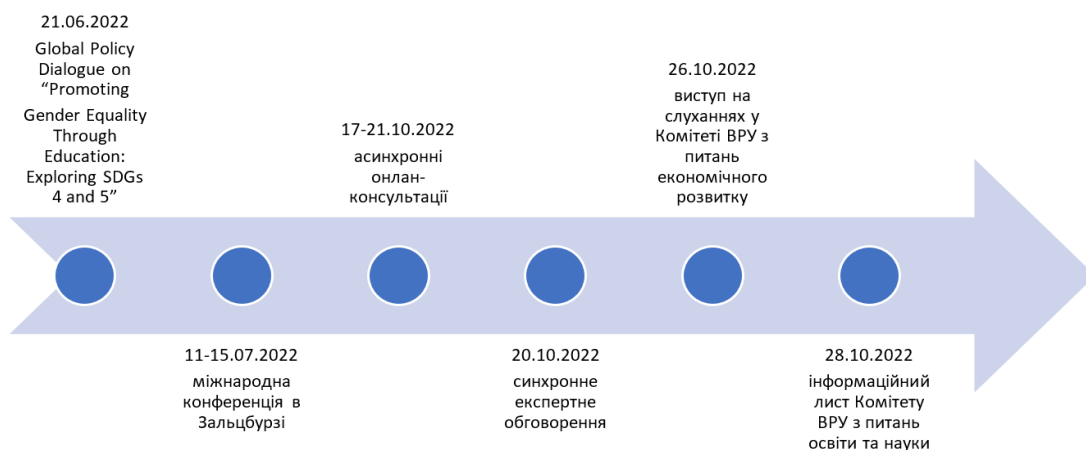 21.06.2022
Global Policy
Dialogue on
“Promoting
Gender Equality
Through
Education:
Exploring SDGs
4 and 5”
11-15.07.2022
міжнародна
конференція в
Зальцбурзі
17-21.10.2022
асинхронні
онлан-
консультації
20.10.2022
синхронне
експертне
обговорення
26.10.2022
виступ на
слуханнях у
Комітеті ВРУ з
питань
економічного
розвитку
28.10.2022
інформаційний
лист Комітету
ВРУ з питань
освіти та науки